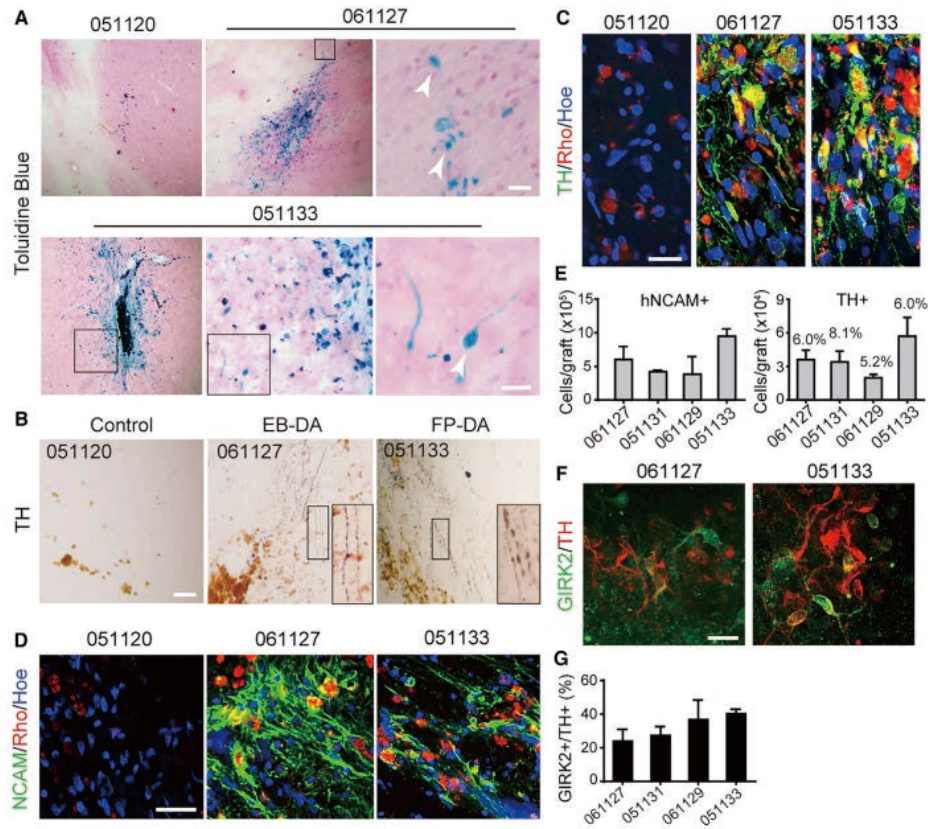 A
051120
061127
051133
Toluidine Blue
B
Control
EB-DA
FP-DA
051120
061127
051133
TH
D
051120
061127
051133
NCAM/Rho/Hoe
C
051120
061127
051133
TH/Rho/Hoe
E
hNCAM+
Cells/graft (x10⁵)
15
10
5
0
061127
051131
061129
051133
TH+
Cells/graft (x10⁴)
9
6
3
0
6.0%
8.1%
5.2%
6.0%
061127
051131
061129
051133
F
061127
051133
GIRK2/TH
G
GIRK2+/TH+ (%)
60
40
20
0
061127
051131
061129
051133